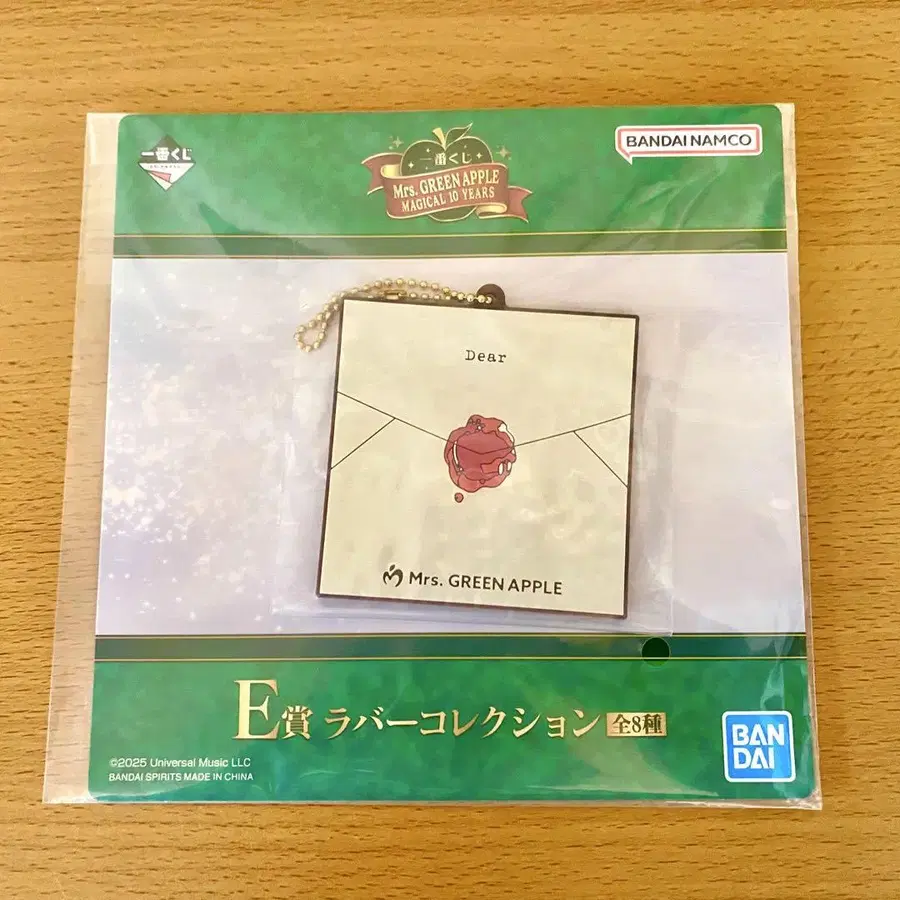 一番くじ
BANDAI NAMCO
一番くじ
Mrs. GREEN APPLE
MAGICAL 10 YEARS
Dear
Mrs. GREEN APPLE
E賞 ラバーコレクション 全8種
©2025 Universal Music LLC
BANDAI SPIRITS MADE IN CHINA
BAN
DAI